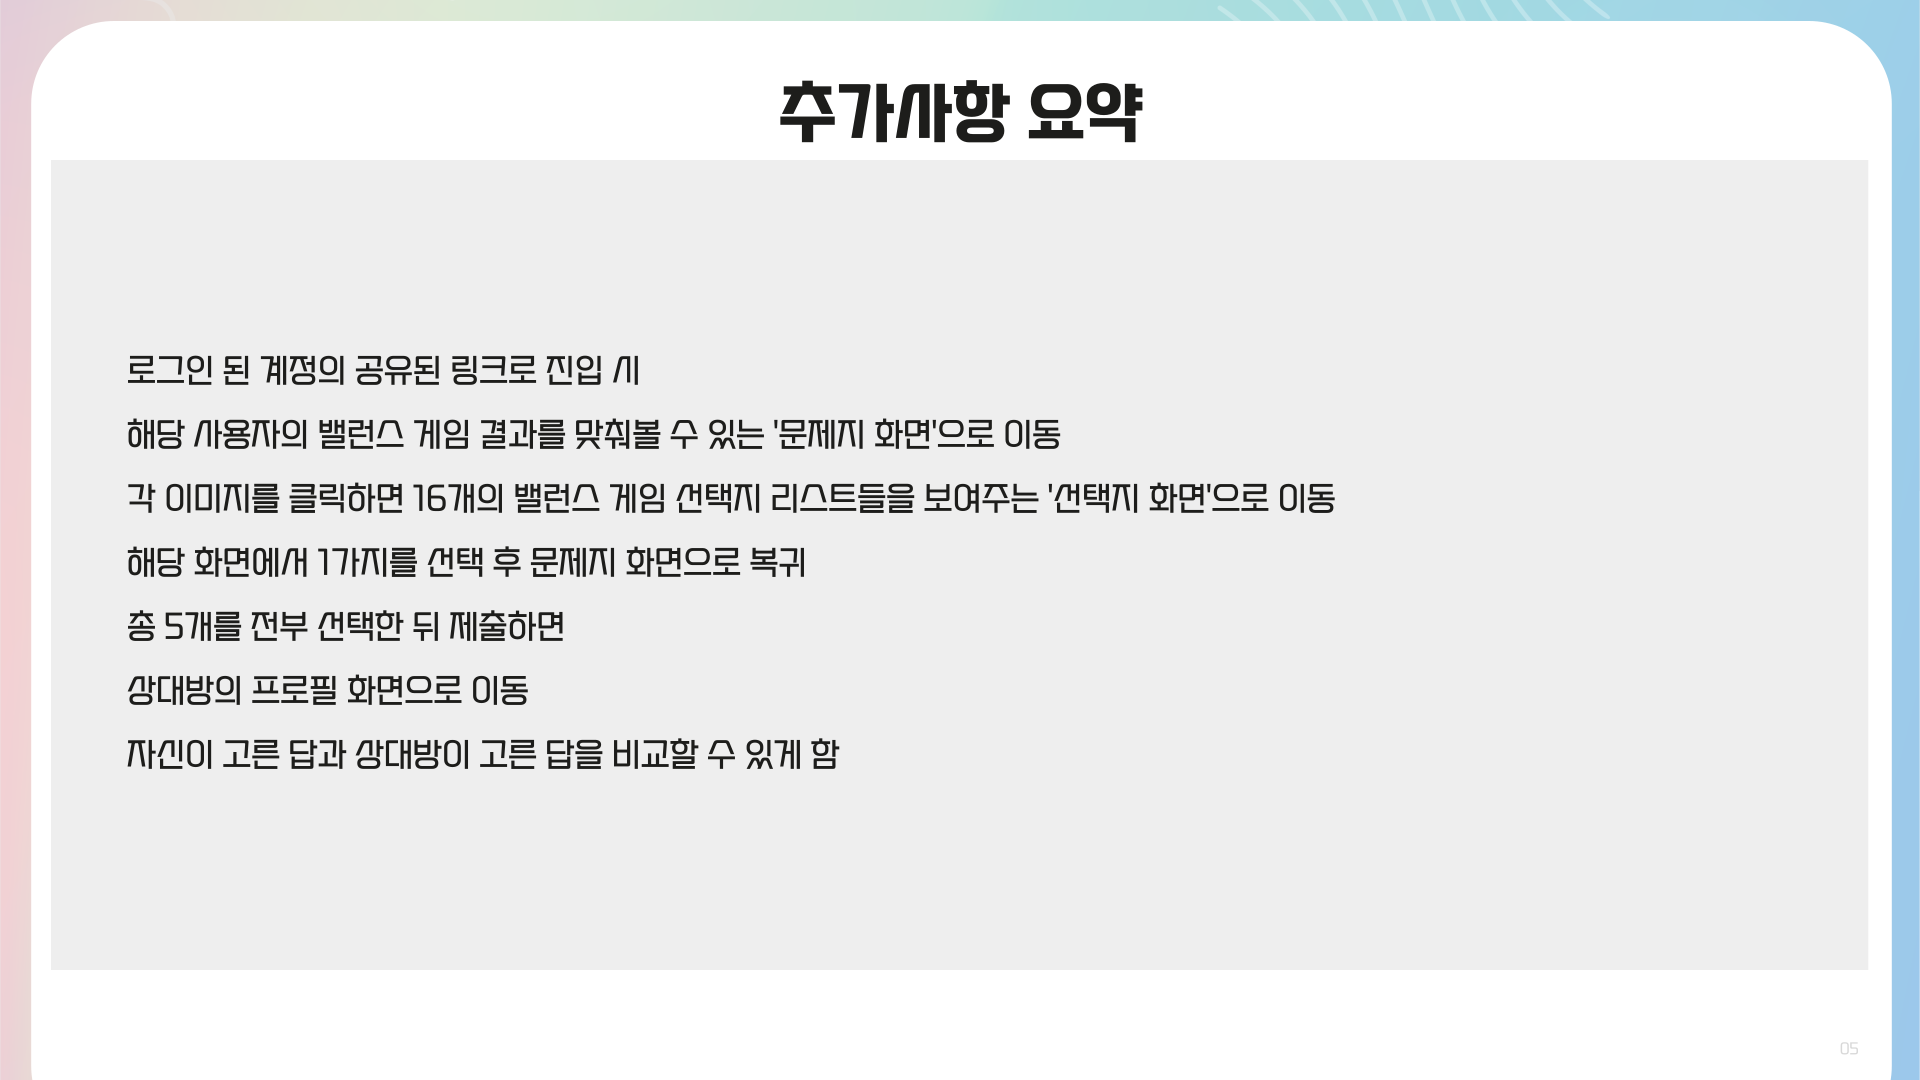 추가사항 요약
로그인 된 계정의 공유된 링크로 진입 시
해당 사용자의 밸런스 게임 결과를 맞춰볼 수 있는 '문제지 화면'으로 이동
각 이미지를 클릭하면 16개의 밸런스 게임 선택지 리스트들을 보여주는 '선택지 화면'으로 이동
해당 화면에서 1가지를 선택 후 문제지 화면으로 복귀
총 5개를 전부 선택한 뒤 제출하면
상대방의 프로필 화면으로 이동
자신이 고른 답과 상대방이 고른 답을 비교할 수 있게 함
05